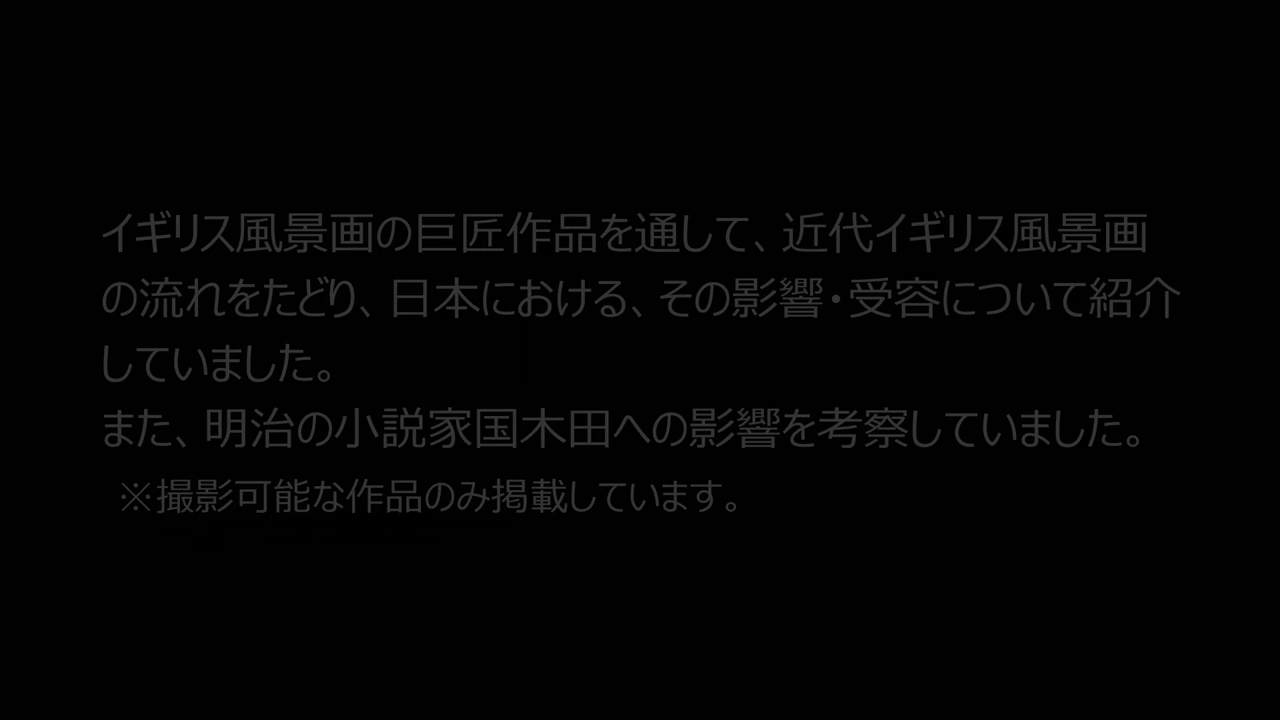 イギリス風景画の巨匠作品を通して、近代イギリス風景画
の流れをたどり、日本における、その影響・受容について紹介
していました。
また、明治の小説家国木田への影響を考察していました。
※撮影可能な作品のみ掲載しています。